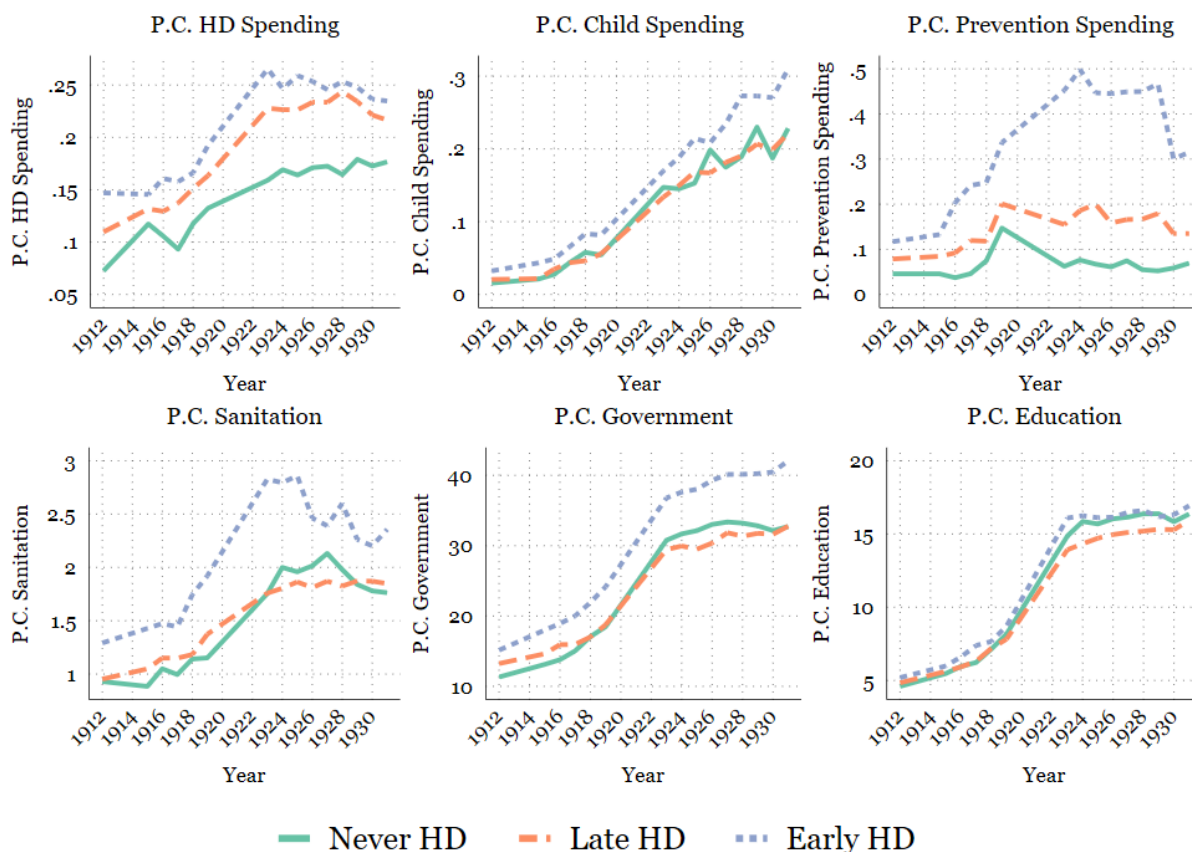 P.C. HD Spending
P.C. HD Spending
.25
.2
.15
.1
.05
1912 1914 1916 1918 1920 1922 1924 1926 1928 1930
Year
P.C. Child Spending
P.C. Child Spending
.3
.2
.1
0
1912 1914 1916 1918 1920 1922 1924 1926 1928 1930
Year
P.C. Prevention Spending
P.C. Prevention Spending
.5
.4
.3
.2
.1
0
1912 1914 1916 1918 1920 1922 1924 1926 1928 1930
Year
P.C. Sanitation
P.C. Sanitation
3
2.5
2
1.5
1
1912 1914 1916 1918 1920 1922 1924 1926 1928 1930
Year
P.C. Government
P.C. Government
40
30
20
10
1912 1914 1916 1918 1920 1922 1924 1926 1928 1930
Year
P.C. Education
P.C. Education
20
15
10
5
1912 1914 1916 1918 1920 1922 1924 1926 1928 1930
Year
Never HD Late HD Early HD